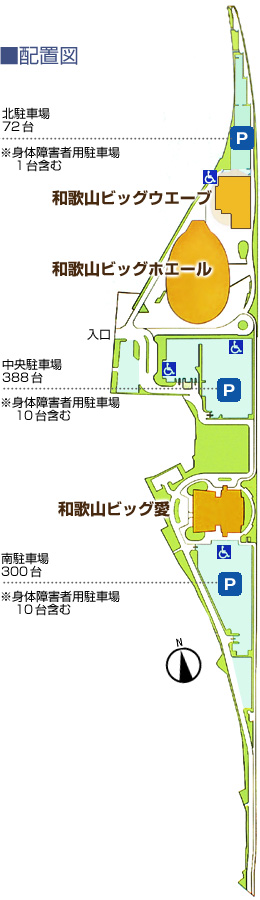 ■配置図
北駐車場
72台
P
※身体障害者用駐車場
1台含む
和歌山ビッグウエーブ
和歌山ビッグホエール
入口
中央駐車場
388台
P
※身体障害者用駐車場
10台含む
和歌山ビッグ愛
南駐車場
300台
P
※身体障害者用駐車場
10台含む
N